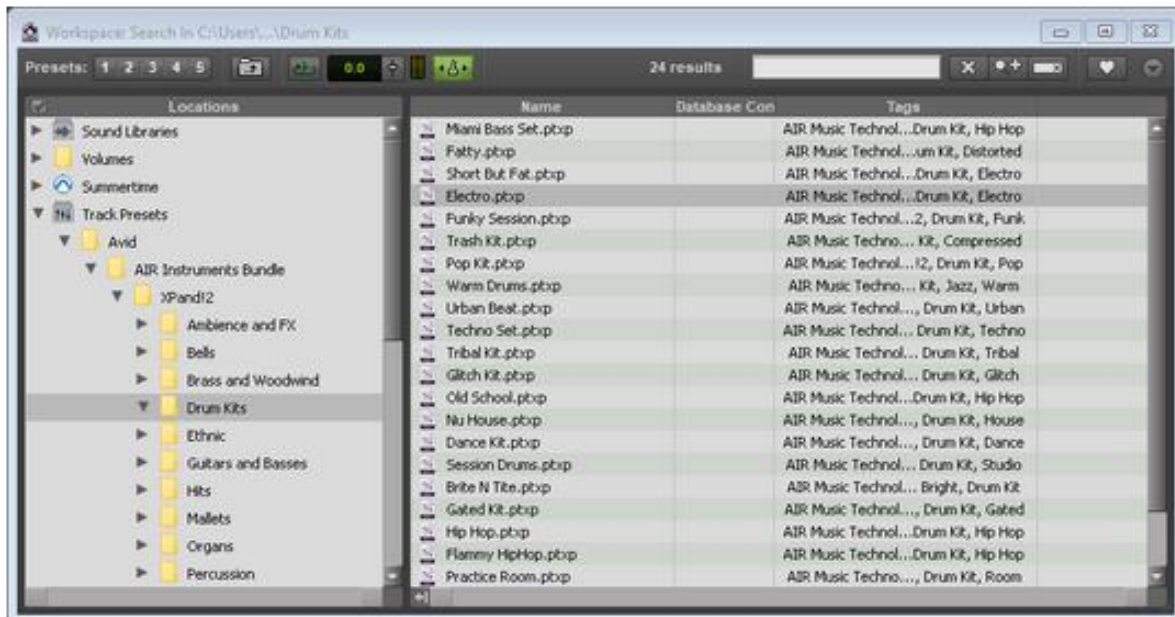 Workspace: Search In C:\Users\...\Drum Kits
Presets: 1 2 3 4 5 0.0 24 results
Locations
Sound Libraries
Volumes
Summertime
Track Presets
Avid
AIR Instruments Bundle
XPand!2
Ambience and FX
Bells
Brass and Woodwind
Drum Kits
Ethnic
Guitars and Basses
Hits
Mallets
Organs
Percussion
Name Database Con Tags
Miami Bass Set.ptxp AIR Music Technol...Drum Kit, Hip Hop
Fatty.ptxp AIR Music Technol...um Kit, Distorted
Short But Fat.ptxp AIR Music Technol...Drum Kit, Electro
Electro.ptxp AIR Music Technol...Drum Kit, Electro
Funky Session.ptxp AIR Music Technol...2, Drum Kit, Funk
Trash Kit.ptxp AIR Music Techno... Kit, Compressed
Pop Kit.ptxp AIR Music Technol...!2, Drum Kit, Pop
Warm Drums.ptxp AIR Music Techno... Kit, Jazz, Warm
Urban Beat.ptxp AIR Music Technol..., Drum Kit, Urban
Techno Set.ptxp AIR Music Technol... Drum Kit, Techno
Tribal Kit.ptxp AIR Music Technol... Drum Kit, Tribal
Glitch Kit.ptxp AIR Music Technol... Drum Kit, Glitch
Old School.ptxp AIR Music Technol...Drum Kit, Hip Hop
Nu House.ptxp AIR Music Technol..., Drum Kit, House
Dance Kit.ptxp AIR Music Technol..., Drum Kit, Dance
Session Drums.ptxp AIR Music Technol... Drum Kit, Studio
Brite N Tite.ptxp AIR Music Technol... Bright, Drum Kit
Gated Kit.ptxp AIR Music Technol..., Drum Kit, Gated
Hip Hop.ptxp AIR Music Technol...Drum Kit, Hip Hop
Flammy HipHop.ptxp AIR Music Technol...Drum Kit, Hip Hop
Practice Room.ptxp AIR Music Techno..., Drum Kit, Room